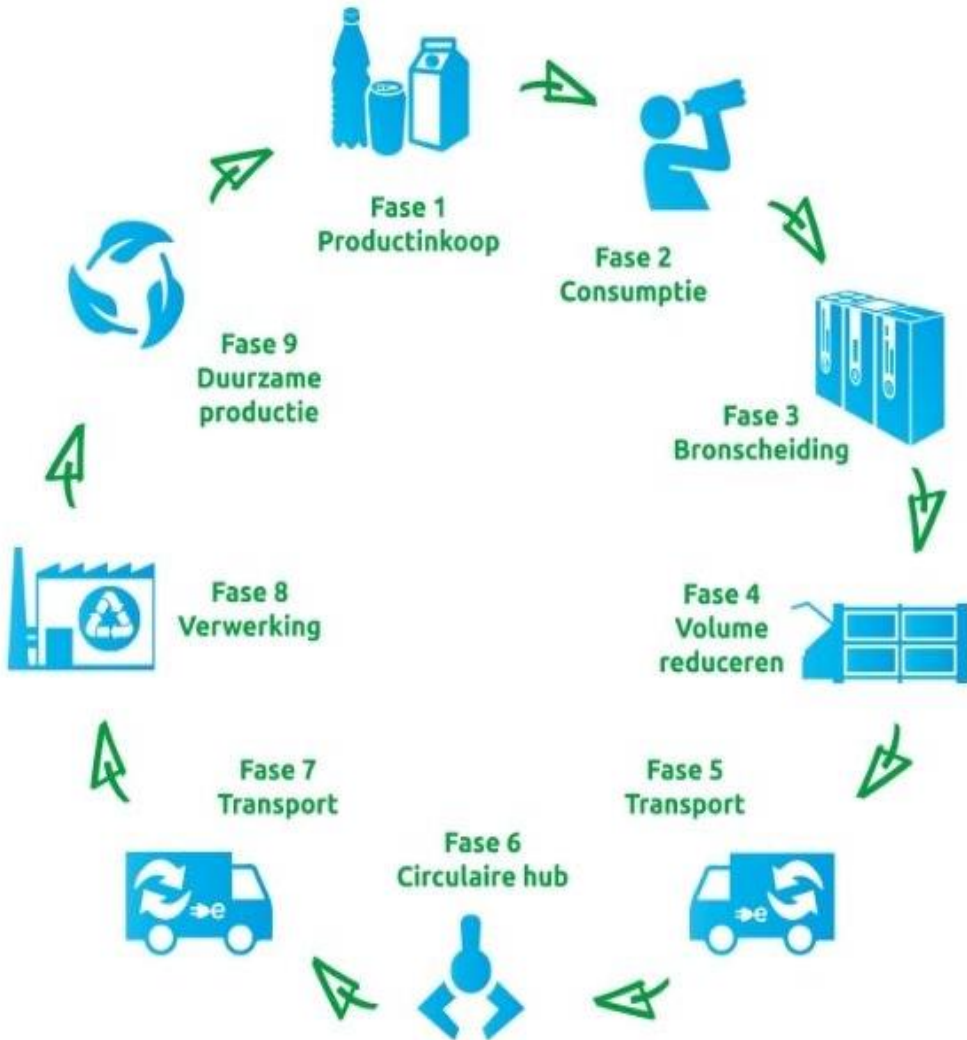 Fase 1
Productinkoop
Fase 2
Consumptie
Fase 3
Bronscheiding
Fase 4
Volume
reduceren
Fase 5
Transport
e
Fase 6
Circulaire hub
Fase 7
Transport
e
Fase 8
Verwerking
Fase 9
Duurzame
productie